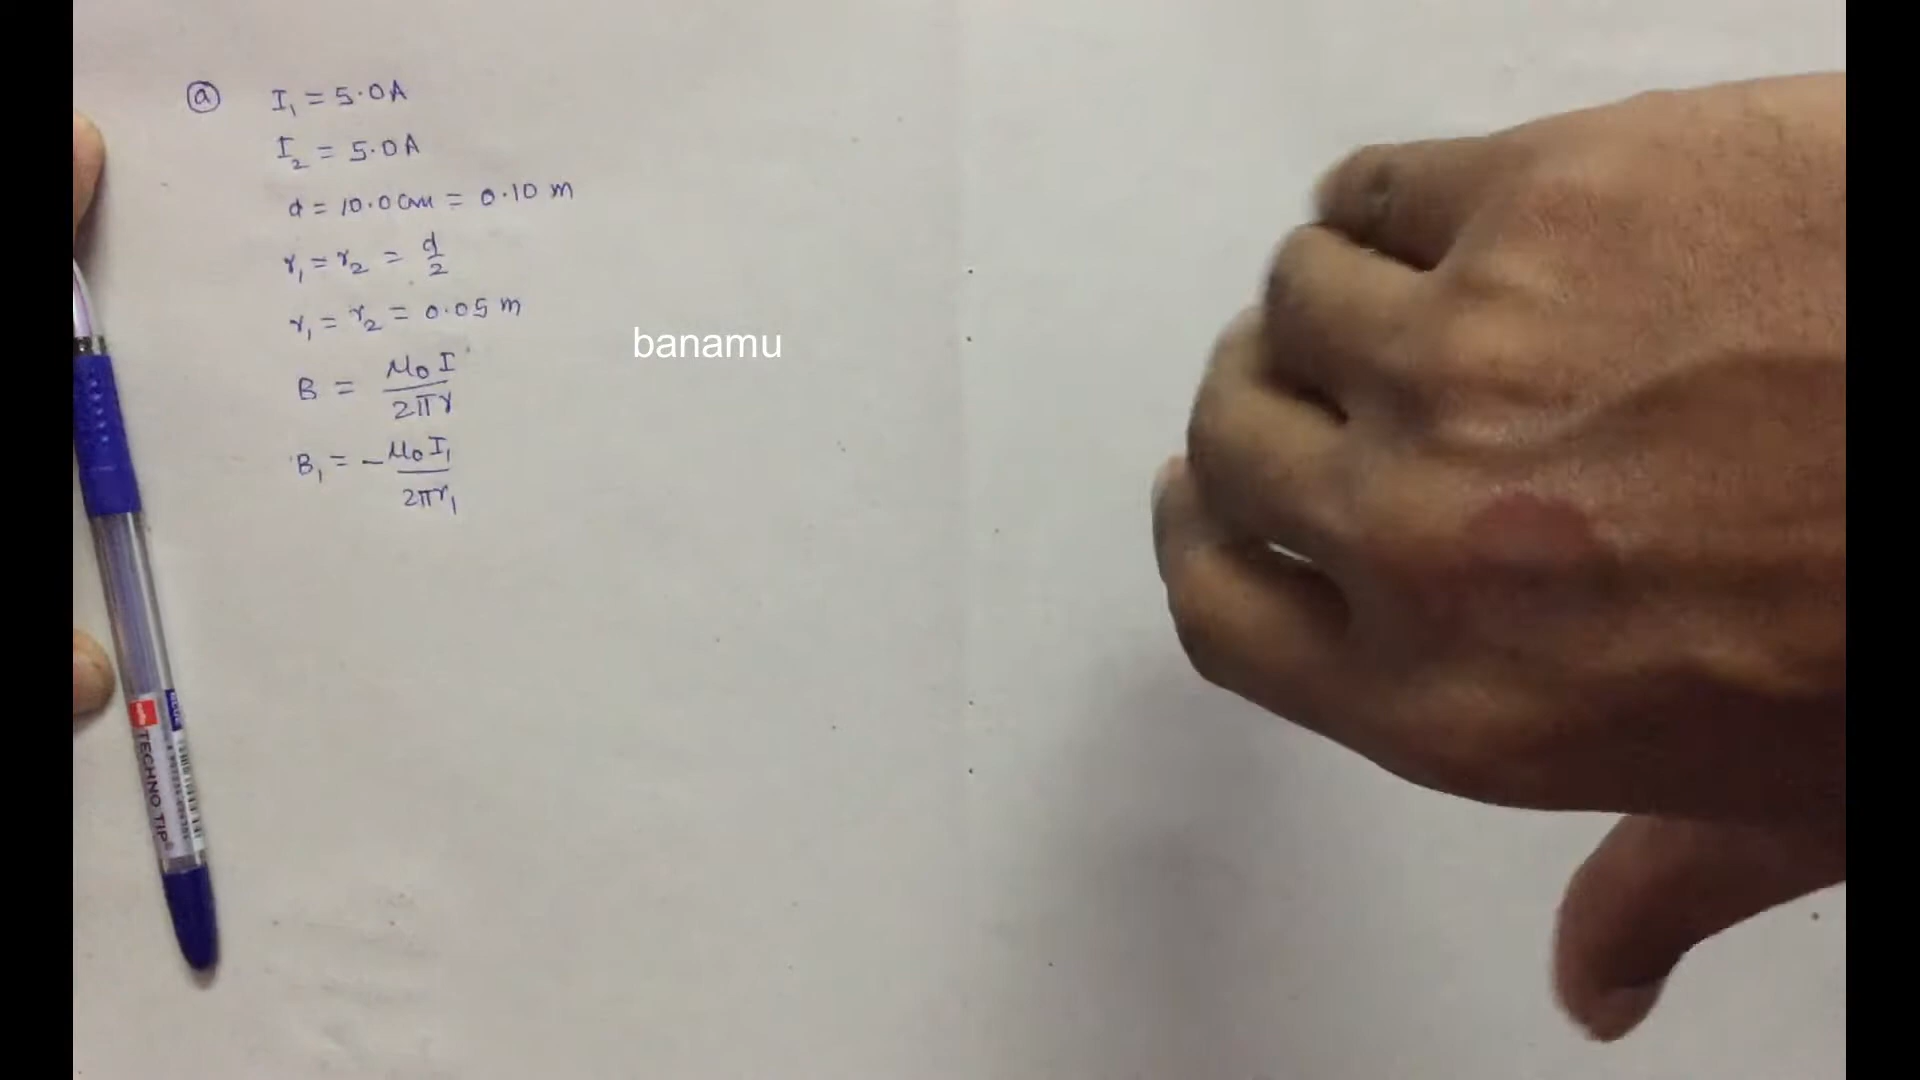 ⓐ I₁ = 5.0A
I₂ = 5.0A
d = 10.0cm = 0.10 m
r₁ = r₂ = d/2
r₁ = r₂ = 0.05 m
banamu
B = μ₀I / 2πr
B₁ = -μ₀I₁ / 2πr₁
TECHNO TIP